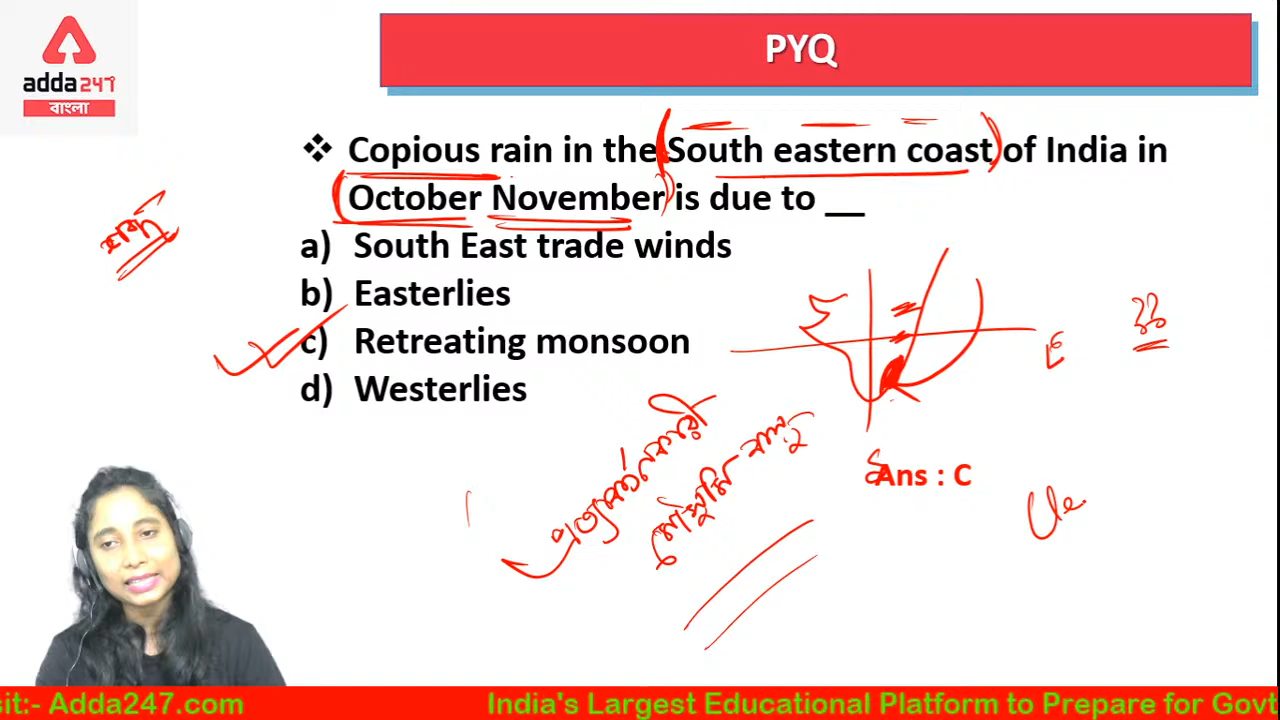 adda247
বাংলা
PYQ
❖ Copious rain in the South eastern coast of India in
October November is due to __
a) South East trade winds
b) Easterlies
c) Retreating monsoon
d) Westerlies
E
প্রত্যাবর্তনকারী
মৌসুমি বায়ু
Ans : C
sit:- Adda247.com
India's Largest Educational Platform to Prepare for Govt